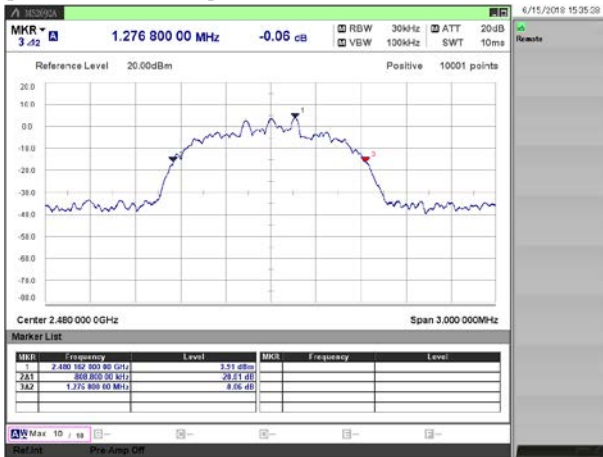 MS2692A
6/15/2018 15:35:38
MKR
3 Δ2
1.276 800 00 MHz
-0.06 dB
RBW 30kHz
VBW 100kHz
ATT 20dB
SWT 10ms
Remote
Reference Level 20.00dBm
Positive 10001 points
20.0
10.0
0.0
-10.0
-20.0
-30.0
-40.0
-50.0
-60.0
-70.0
-80.0
1
3
Center 2.480 000 0GHz
Span 3.000 000MHz
Marker List
MKR Frequency Level MKR Frequency Level
1 2.480 162 000 00 GHz 3.51 dBm
2Δ1 -808.800 00 kHz -20.01 dB
3Δ2 1.276 800 00 MHz -0.06 dB
Max 10 / 10
Ref.Int Pre-Amp Off